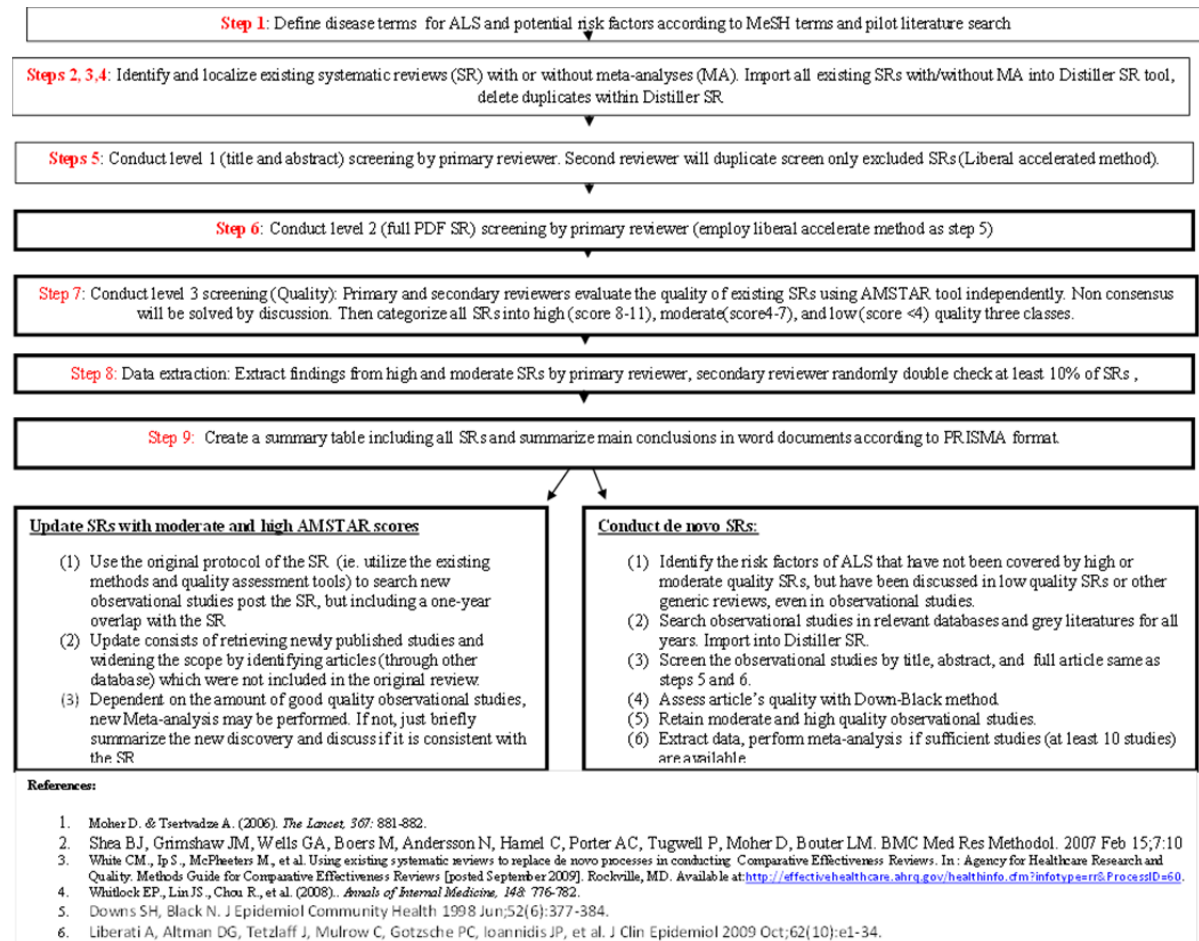 Step 1: Define disease terms for ALS and potential risk factors according to MeSH terms and pilot literature search
Steps 2, 3,4: Identify and localize existing systematic reviews (SR) with or without meta-analyses (MA). Import all existing SRs with/without MA into Distiller SR tool,
delete duplicates within Distiller SR
Steps 5: Conduct level 1 (title and abstract) screening by primary reviewer. Second reviewer will duplicate screen only excluded SRs (Liberal accelerated method).
Step 6: Conduct level 2 (full PDF SR) screening by primary reviewer (employ liberal accelerate method as step 5)
Step 7: Conduct level 3 screening (Quality): Primary and secondary reviewers evaluate the quality of existing SRs using AMSTAR tool independently. Non consensus
will be solved by discussion. Then categorize all SRs into high (score 8-11), moderate(score4-7), and low (score <4) quality three classes.
Step 8: Data extraction: Extract findings from high and moderate SRs by primary reviewer, secondary reviewer randomly double check at least 10% of SRs ,
Step 9: Create a summary table including all SRs and summarize main conclusions in word documents according to PRISMA format.
Update SRs with moderate and high AMSTAR scores
(1) Use the original protocol of the SR (ie. utilize the existing
methods and quality assessment tools) to search new
observational studies post the SR, but including a one-year
overlap with the SR
(2) Update consists of retrieving newly published studies and
widening the scope by identifying articles (through other
database) which were not included in the original review.
(3) Dependent on the amount of good quality observational studies,
new Meta-analysis may be performed. If not, just briefly
summarize the new discovery and discuss if it is consistent with
the SR
Conduct de novo SRs:
(1) Identify the risk factors of ALS that have not been covered by high or
moderate quality SRs, but have been discussed in low quality SRs or other
generic reviews, even in observational studies.
(2) Search observational studies in relevant databases and grey literatures for all
years. Import into Distiller SR.
(3) Screen the observational studies by title, abstract, and full article same as
steps 5 and 6.
(4) Assess article's quality with Down-Black method.
(5) Retain moderate and high quality observational studies.
(6) Extract data, perform meta-analysis if sufficient studies (at least 10 studies)
are available
References:
1. Moher D. & Tsertvadze A. (2006). The Lancet, 367: 881-882.
2. Shea BJ, Grimshaw JM, Wells GA, Boers M, Andersson N, Hamel C, Porter AC, Tugwell P, Moher D, Bouter LM. BMC Med Res Methodol. 2007 Feb 15;7:10
3. White CM., Ip S., McPheeters M., et al. Using existing systematic reviews to replace de novo processes in conducting Comparative Effectiveness Reviews. In : Agency for Healthcare Research and
Quality. Methods Guide for Comparative Effectiveness Reviews [posted September 2009]. Rockville, MD. Available at:http://effectivehealthcare.ahrq.gov/healthinfo.cfm?infotype=rr&ProcessID=60.
4. Whitlock EP., Lin JS., Chou R., et al. (2008).. Annals of Internal Medicine, 148: 776-782.
5. Downs SH, Black N. J Epidemiol Community Health 1998 Jun;52(6):377-384.
6. Liberati A, Altman DG, Tetzlaff J, Mulrow C, Gotzsche PC, Ioannidis JP, et al. J Clin Epidemiol 2009 Oct;62(10):e1-34.